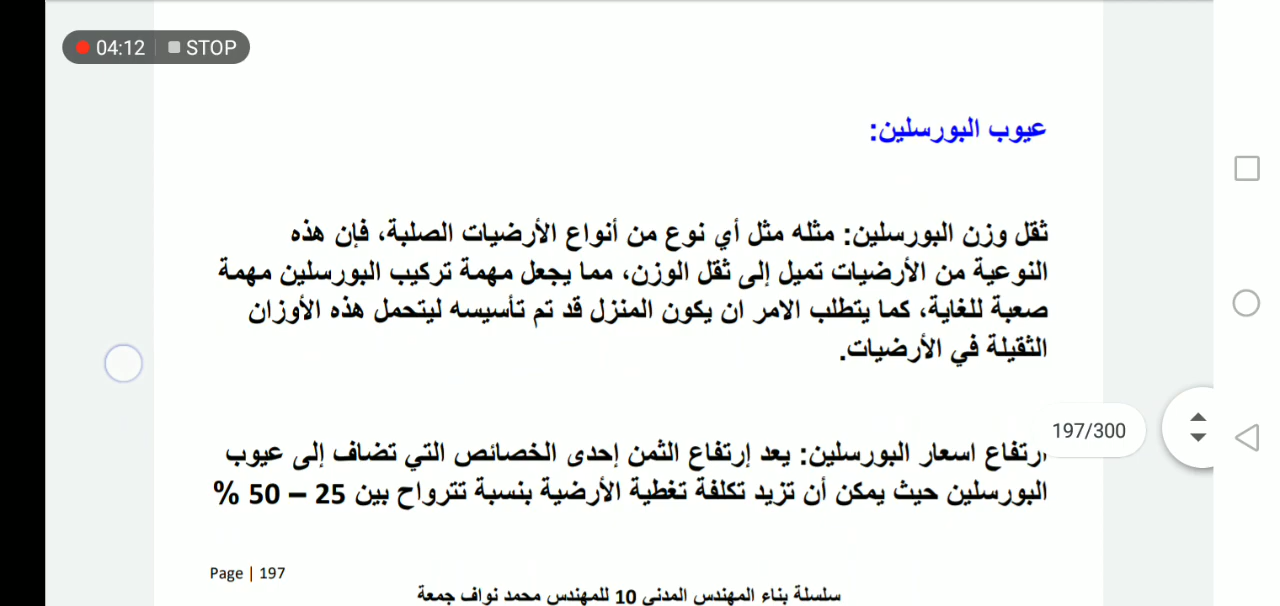 04:12 STOP
عيوب البورسلين:
ثقل وزن البورسلين: مثله مثل أي نوع من أنواع الأرضيات الصلبة، فإن هذه
النوعية من الأرضيات تميل إلى ثقل الوزن، مما يجعل مهمة تركيب البورسلين مهمة
صعبة للغاية، كما يتطلب الامر ان يكون المنزل قد تم تأسيسه ليتحمل هذه الأوزان
الثقيلة في الأرضيات.
197/300
ارتفاع اسعار البورسلين: يعد إرتفاع الثمن إحدى الخصائص التي تضاف إلى عيوب
البورسلين حيث يمكن أن تزيد تكلفة تغطية الأرضية بنسبة تترواح بين 25 – 50 %
Page | 197
سلسلة بناء المهندس المدني 10 للمهندس محمد نواف جمعة